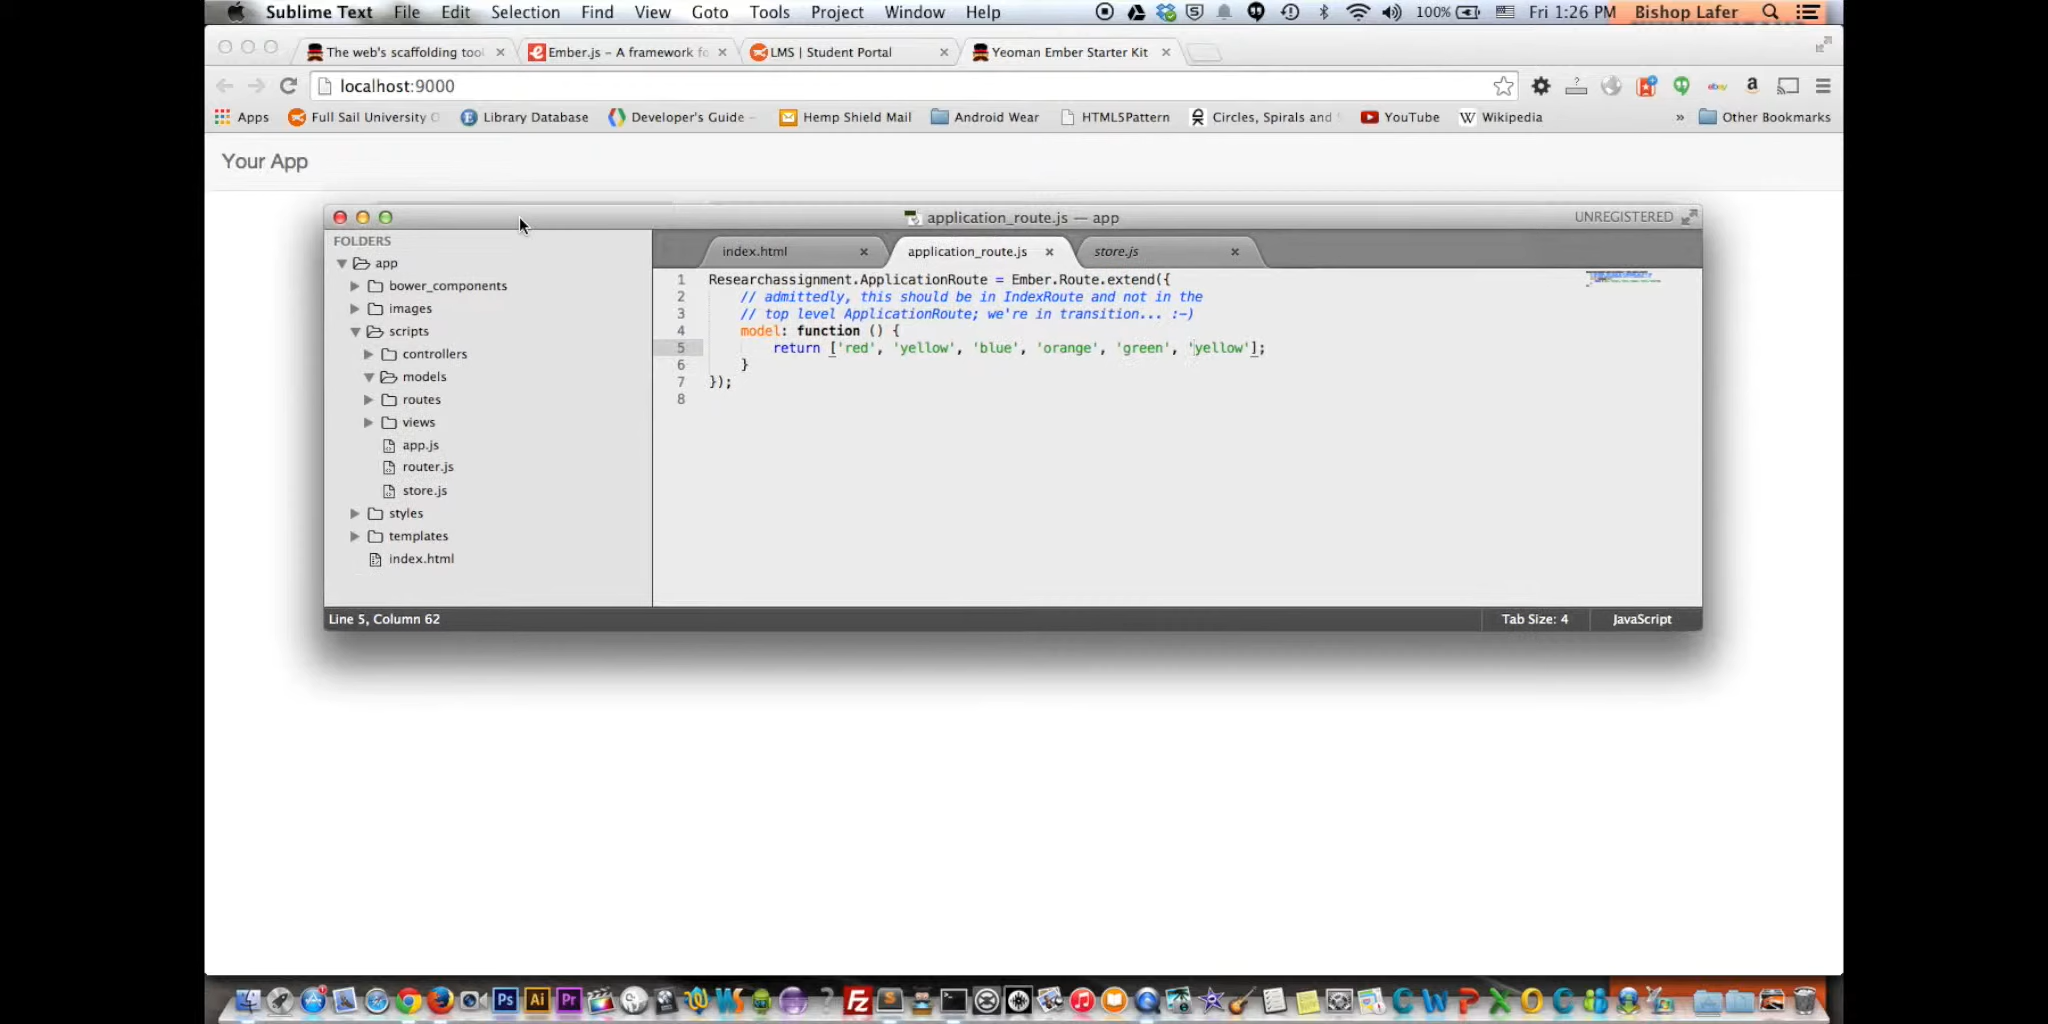 Sublime Text File Edit Selection Find View Goto Tools Project Window Help 100% Fri 1:26 PM Bishop Lafer
The web's scaffolding tool Ember.js – A framework fo LMS | Student Portal Yeoman Ember Starter Kit
localhost:9000
Apps Full Sail University Library Database Developer's Guide – Hemp Shield Mail Android Wear HTML5Pattern Circles, Spirals and YouTube Wikipedia » Other Bookmarks
Your App
application_route.js — app UNREGISTERED
FOLDERS
app
bower_components
images
scripts
controllers
models
routes
views
app.js
router.js
store.js
styles
templates
index.html
index.html application_route.js store.js
1 Researchassignment.ApplicationRoute = Ember.Route.extend({
2 // admittedly, this should be in IndexRoute and not in the
3 // top level ApplicationRoute; we're in transition... :-)
4 model: function () {
5 return ['red', 'yellow', 'blue', 'orange', 'green', 'yellow'];
6 }
7 });
8
Line 5, Column 62 Tab Size: 4 JavaScript
Ps Ai Pr FZ